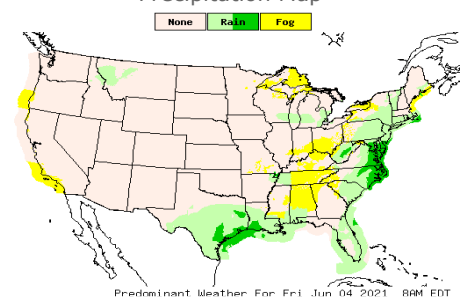 Precipitation Map
None Rain Fog
Predominant Weather For Fri Jun 04 2021 8AM EDT